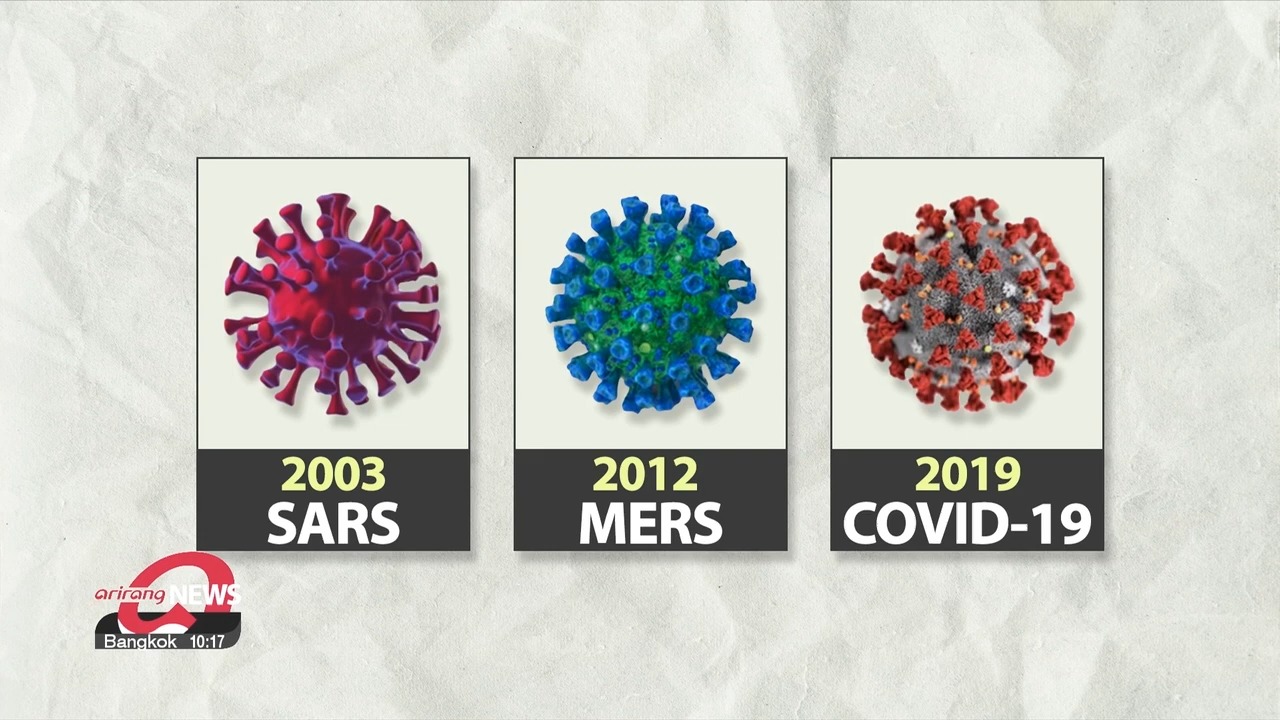 2003
SARS
2012
MERS
2019
COVID-19
arirang NEWS
Bangkok 10:17